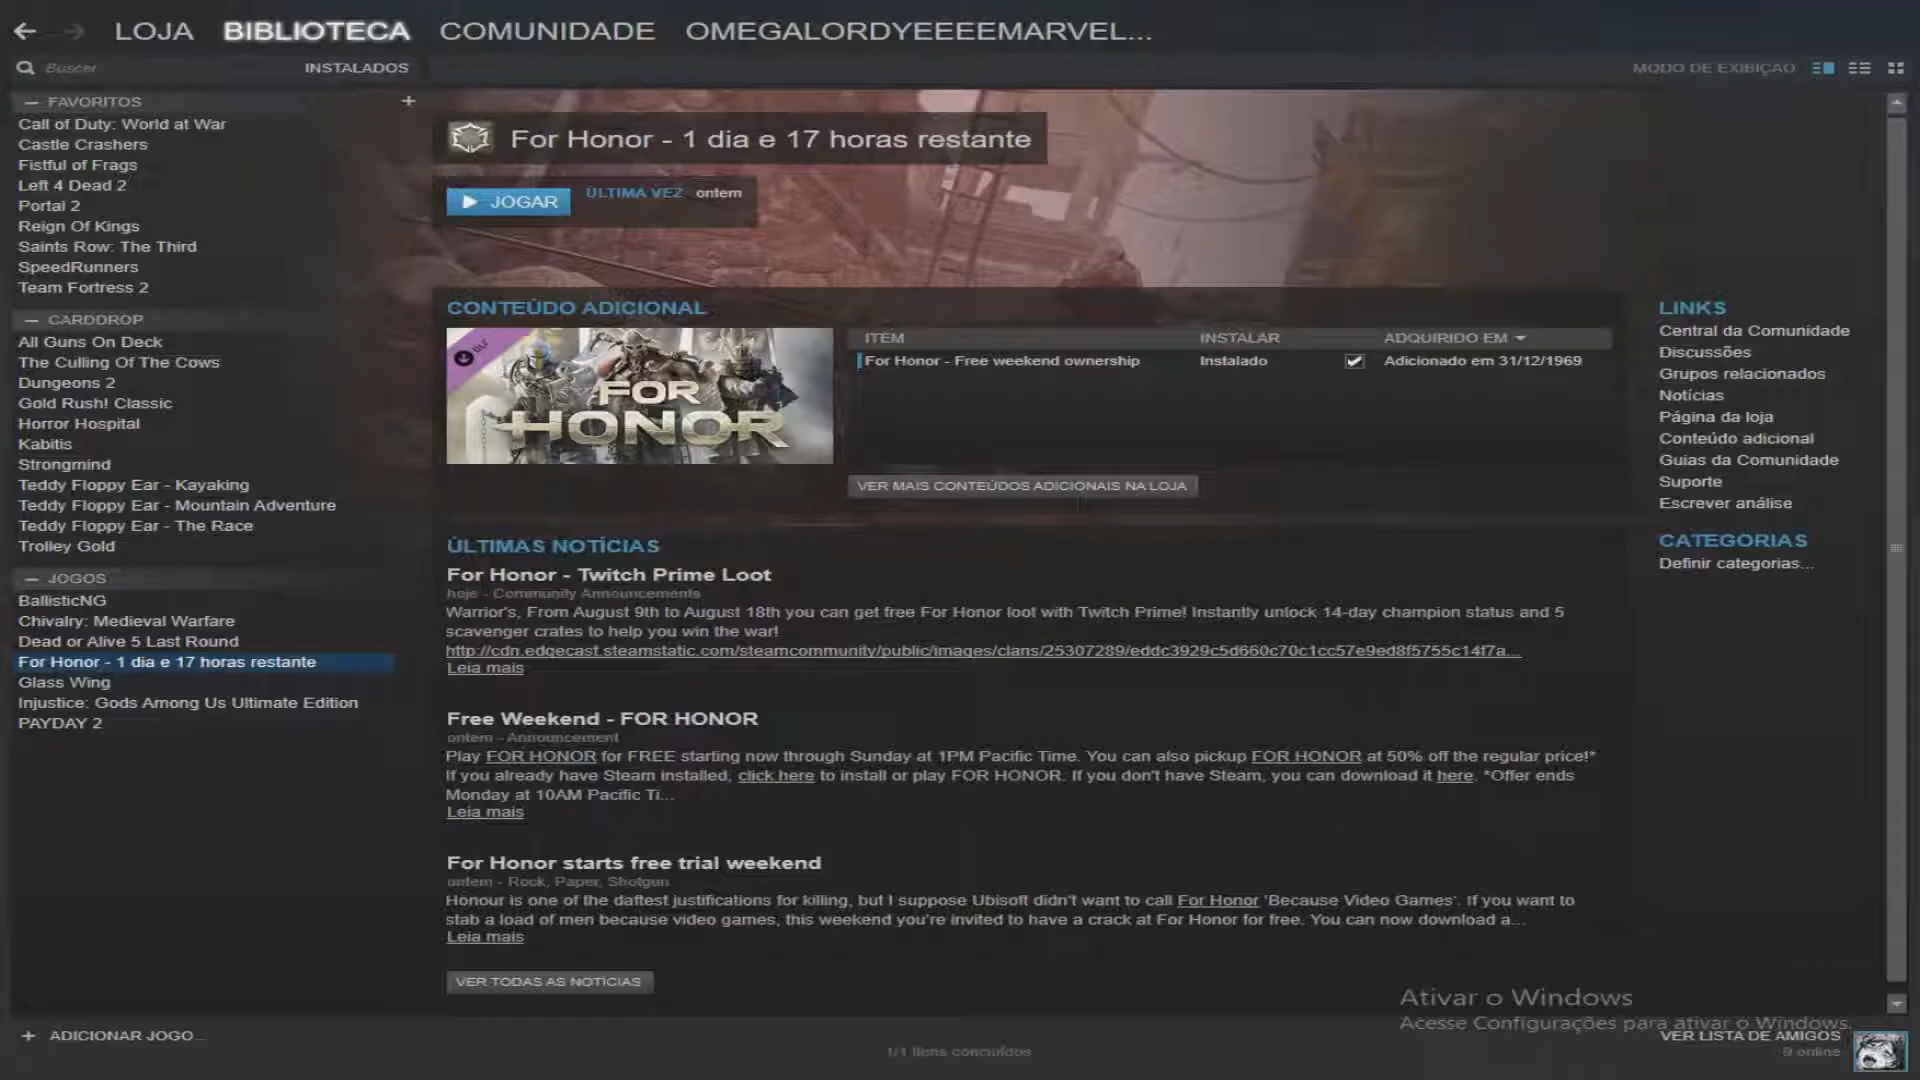 LOJA BIBLIOTECA COMUNIDADE OMEGALORDYEEEEMARVEL...
Buscar INSTALADOS MODO DE EXIBIÇÃO
— FAVORITOS +
Call of Duty: World at War
Castle Crashers
Fistful of Frags
Left 4 Dead 2
Portal 2
Reign Of Kings
Saints Row: The Third
SpeedRunners
Team Fortress 2
— CARDDROP
All Guns On Deck
The Culling Of The Cows
Dungeons 2
Gold Rush! Classic
Horror Hospital
Kabitis
Strongmind
Teddy Floppy Ear - Kayaking
Teddy Floppy Ear - Mountain Adventure
Teddy Floppy Ear - The Race
Trolley Gold
— JOGOS
BallisticNG
Chivalry: Medieval Warfare
Dead or Alive 5 Last Round
For Honor - 1 dia e 17 horas restante
Glass Wing
Injustice: Gods Among Us Ultimate Edition
PAYDAY 2
+ ADICIONAR JOGO...
For Honor - 1 dia e 17 horas restante
JOGAR ÚLTIMA VEZ ontem
CONTEÚDO ADICIONAL
DLC
FOR
HONOR
ITEM INSTALAR ADQUIRIDO EM
For Honor - Free weekend ownership Instalado Adicionado em 31/12/1969
VER MAIS CONTEÚDOS ADICIONAIS NA LOJA
ÚLTIMAS NOTÍCIAS
For Honor - Twitch Prime Loot
hoje - Community Announcements
Warrior's, From August 9th to August 18th you can get free For Honor loot with Twitch Prime! Instantly unlock 14-day champion status and 5
scavenger crates to help you win the war!
http://cdn.edgecast.steamstatic.com/steamcommunity/public/images/clans/25307289/eddc3929c5d660c70c1cc57e9ed8f5755c14f7a...
Leia mais
Free Weekend - FOR HONOR
ontem - Announcement
Play FOR HONOR for FREE starting now through Sunday at 1PM Pacific Time. You can also pickup FOR HONOR at 50% off the regular price!*
If you already have Steam installed, click here to install or play FOR HONOR. If you don't have Steam, you can download it here. *Offer ends
Monday at 10AM Pacific Ti...
Leia mais
For Honor starts free trial weekend
ontem - Rock, Paper, Shotgun
Honour is one of the daftest justifications for killing, but I suppose Ubisoft didn't want to call For Honor 'Because Video Games'. If you want to
stab a load of men because video games, this weekend you're invited to have a crack at For Honor for free. You can now download a...
Leia mais
VER TODAS AS NOTÍCIAS
LINKS
Central da Comunidade
Discussões
Grupos relacionados
Notícias
Página da loja
Conteúdo adicional
Guias da Comunidade
Suporte
Escrever análise
CATEGORIAS
Definir categorias...
Ativar o Windows
Acesse Configurações para ativar o Windows.
VER LISTA DE AMIGOS
9 online
1/1 itens concluídos